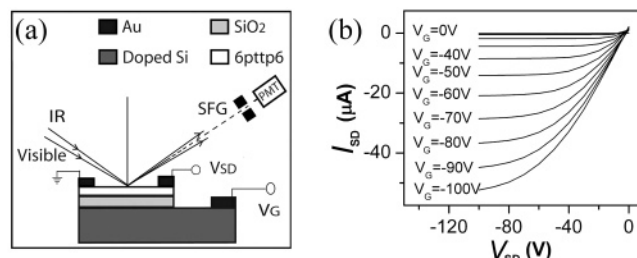 (a)
Au
SiO2
Doped Si
6pttp6
IR
Visible
SFG
PMT
VSD
VG
(b)
ISD (μA)
0
-20
-40
VG=0V
VG=-40V
VG=-50V
VG=-60V
VG=-70V
VG=-80V
VG=-90V
VG=-100V
-120
-80
-40
0
VSD (V)